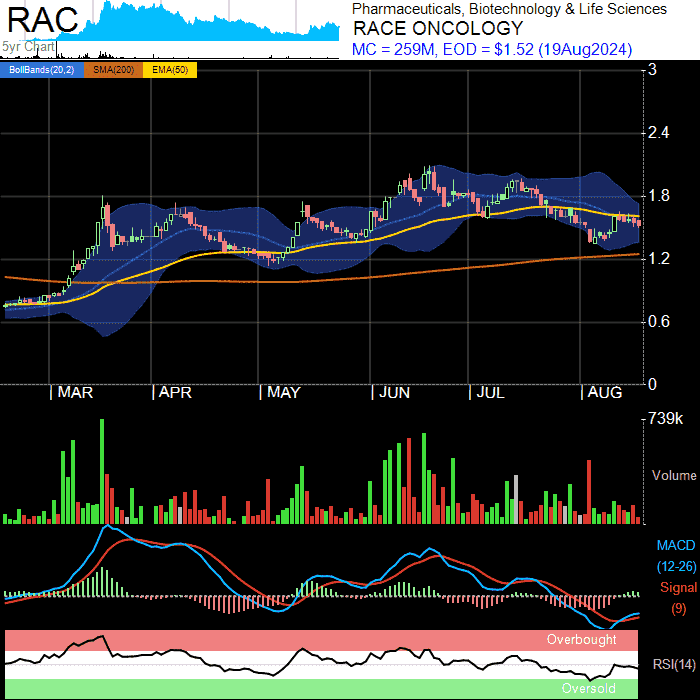 RAC
5yr Chart
Pharmaceuticals, Biotechnology & Life Sciences
RACE ONCOLOGY
MC = 259M, EOD = $1.52 (19Aug2024)
BollBands(20,2) SMA(200) EMA(50)
3
2.4
1.8
1.2
0.6
0
MAR APR MAY JUN JUL AUG
739k
Volume
MACD
(12-26)
Signal
(9)
Overbought
RSI(14)
Oversold